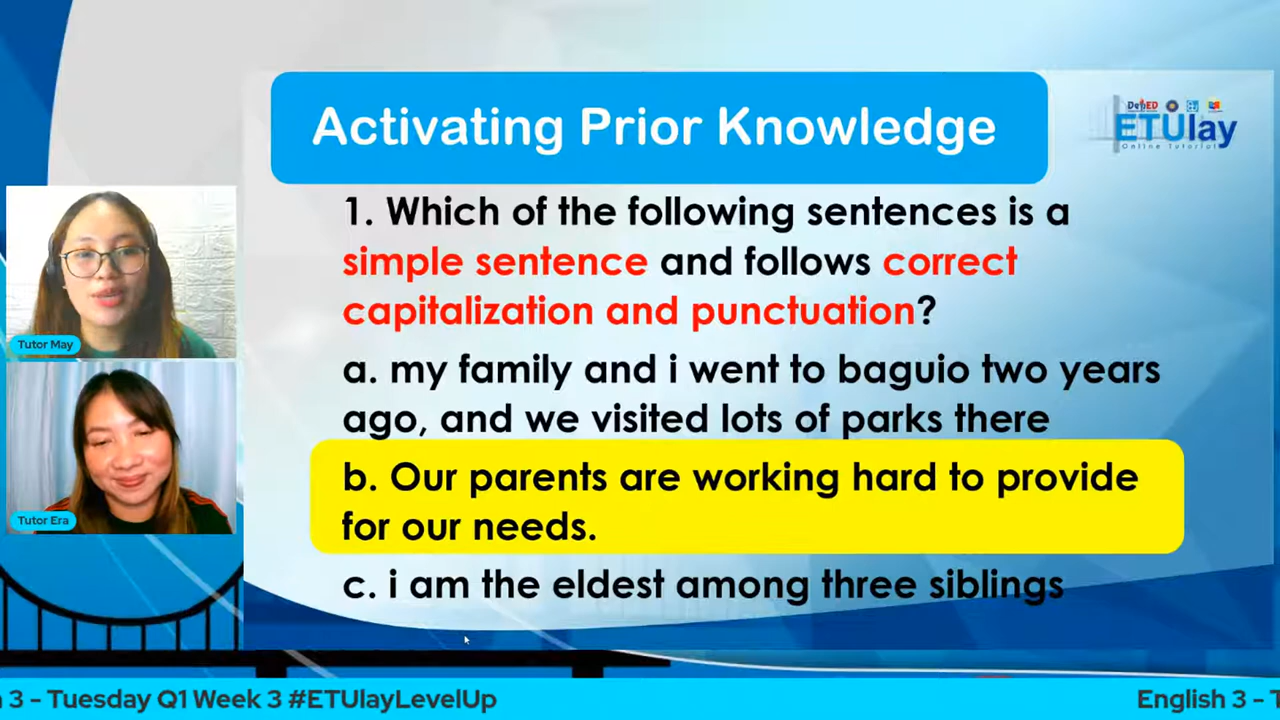 Activating Prior Knowledge
DepED
ETUlay
Online Tutorial
1. Which of the following sentences is a
simple sentence and follows correct
capitalization and punctuation?
a. my family and i went to baguio two years
ago, and we visited lots of parks there
b. Our parents are working hard to provide
for our needs.
c. i am the eldest among three siblings
Tutor May
Tutor Era
3 - Tuesday Q1 Week 3 #ETUlayLevelUp
English 3 -